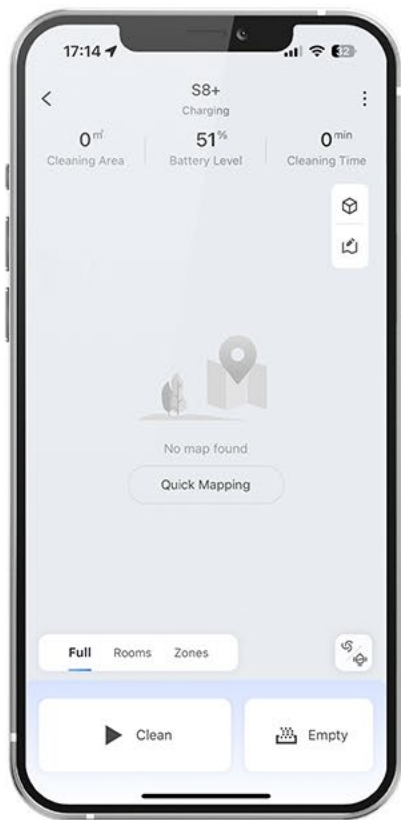 17:14 32
S8+
Charging
0㎡ 51% 0min
Cleaning Area Battery Level Cleaning Time
No map found
Quick Mapping
Full Rooms Zones
Clean Empty